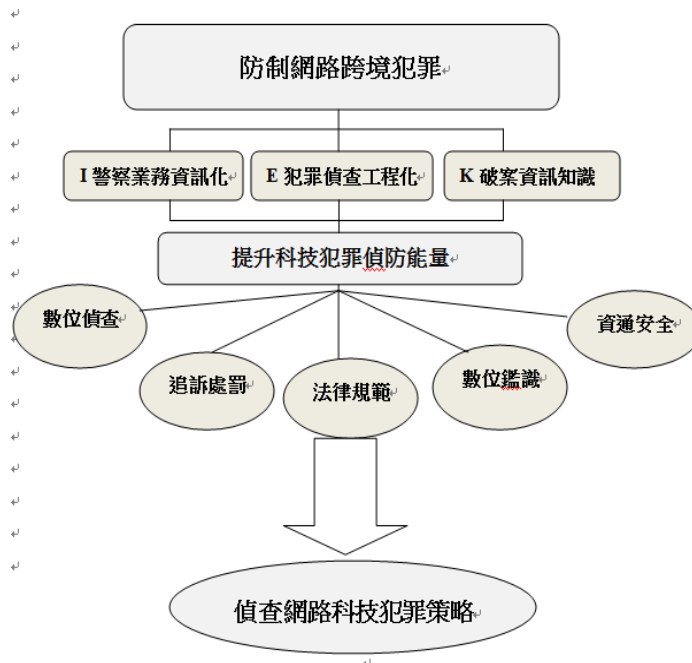 防制網路跨境犯罪
I 警察業務資訊化
E 犯罪偵查工程化
K 破案資訊知識
提升科技犯罪偵防能量
數位偵查
資通安全
追訴處罰
法律規範
數位鑑識
偵查網路科技犯罪策略